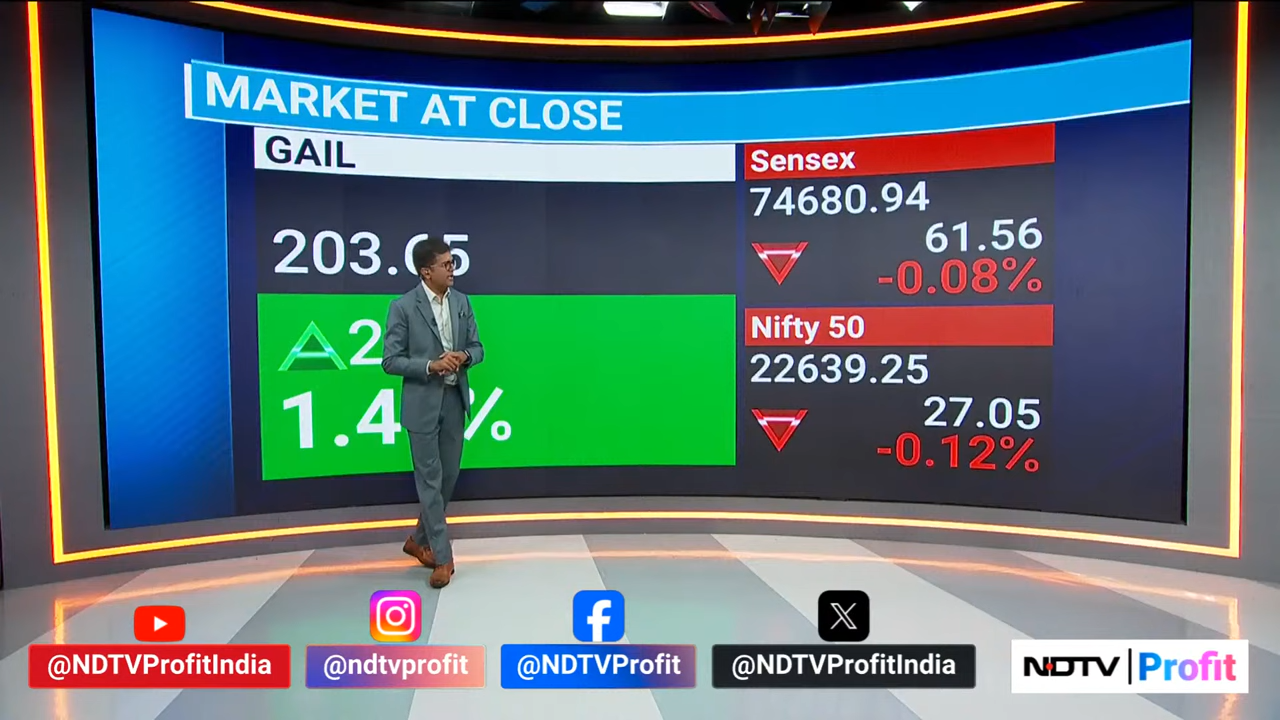 MARKET AT CLOSE
GAIL
Sensex
74680.94
61.56
-0.08%
Nifty 50
22639.25
27.05
-0.12%
@NDTVProfitIndia
@ndtvprofit
@NDTVProfit
@NDTVProfitIndia
NDTV Profit